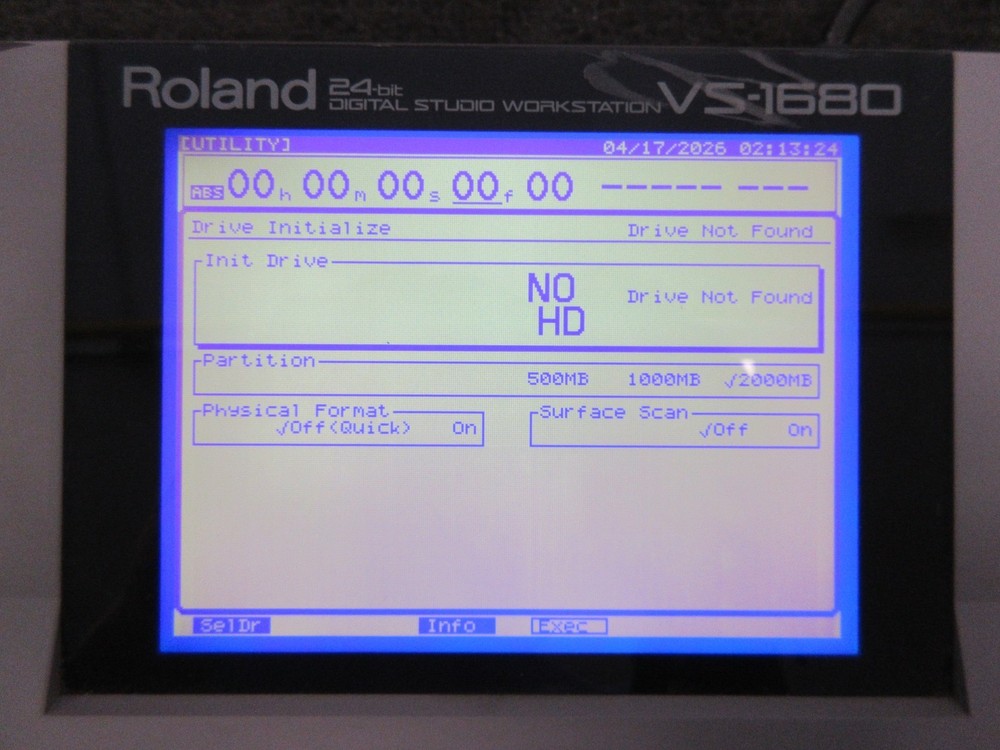 Roland 24-bit DIGITAL STUDIO WORKSTATION VS-1680
[UTILITY] 04/17/2026 02:13:24
ABS 00h 00m 00s 00f 00 ----- ---
Drive Initialize Drive Not Found
Init Drive
NO HD Drive Not Found
Partition
500MB 1000MB √2000MB
Physical Format Surface Scan
√Off(Quick) On √Off On
SelDr Info Exec